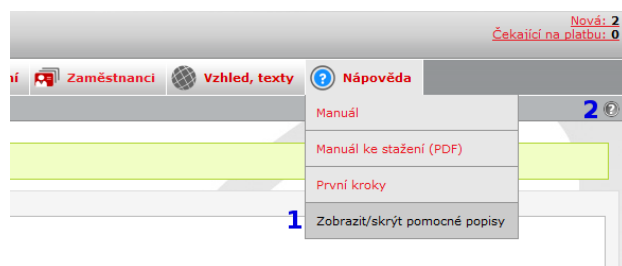 Nová: 2
Čekající na platbu: 0
ní Zaměstnanci Vzhled, texty Nápověda
Manuál
2
Manuál ke stažení (PDF)
První kroky
1 Zobrazit/skrýt pomocné popisy